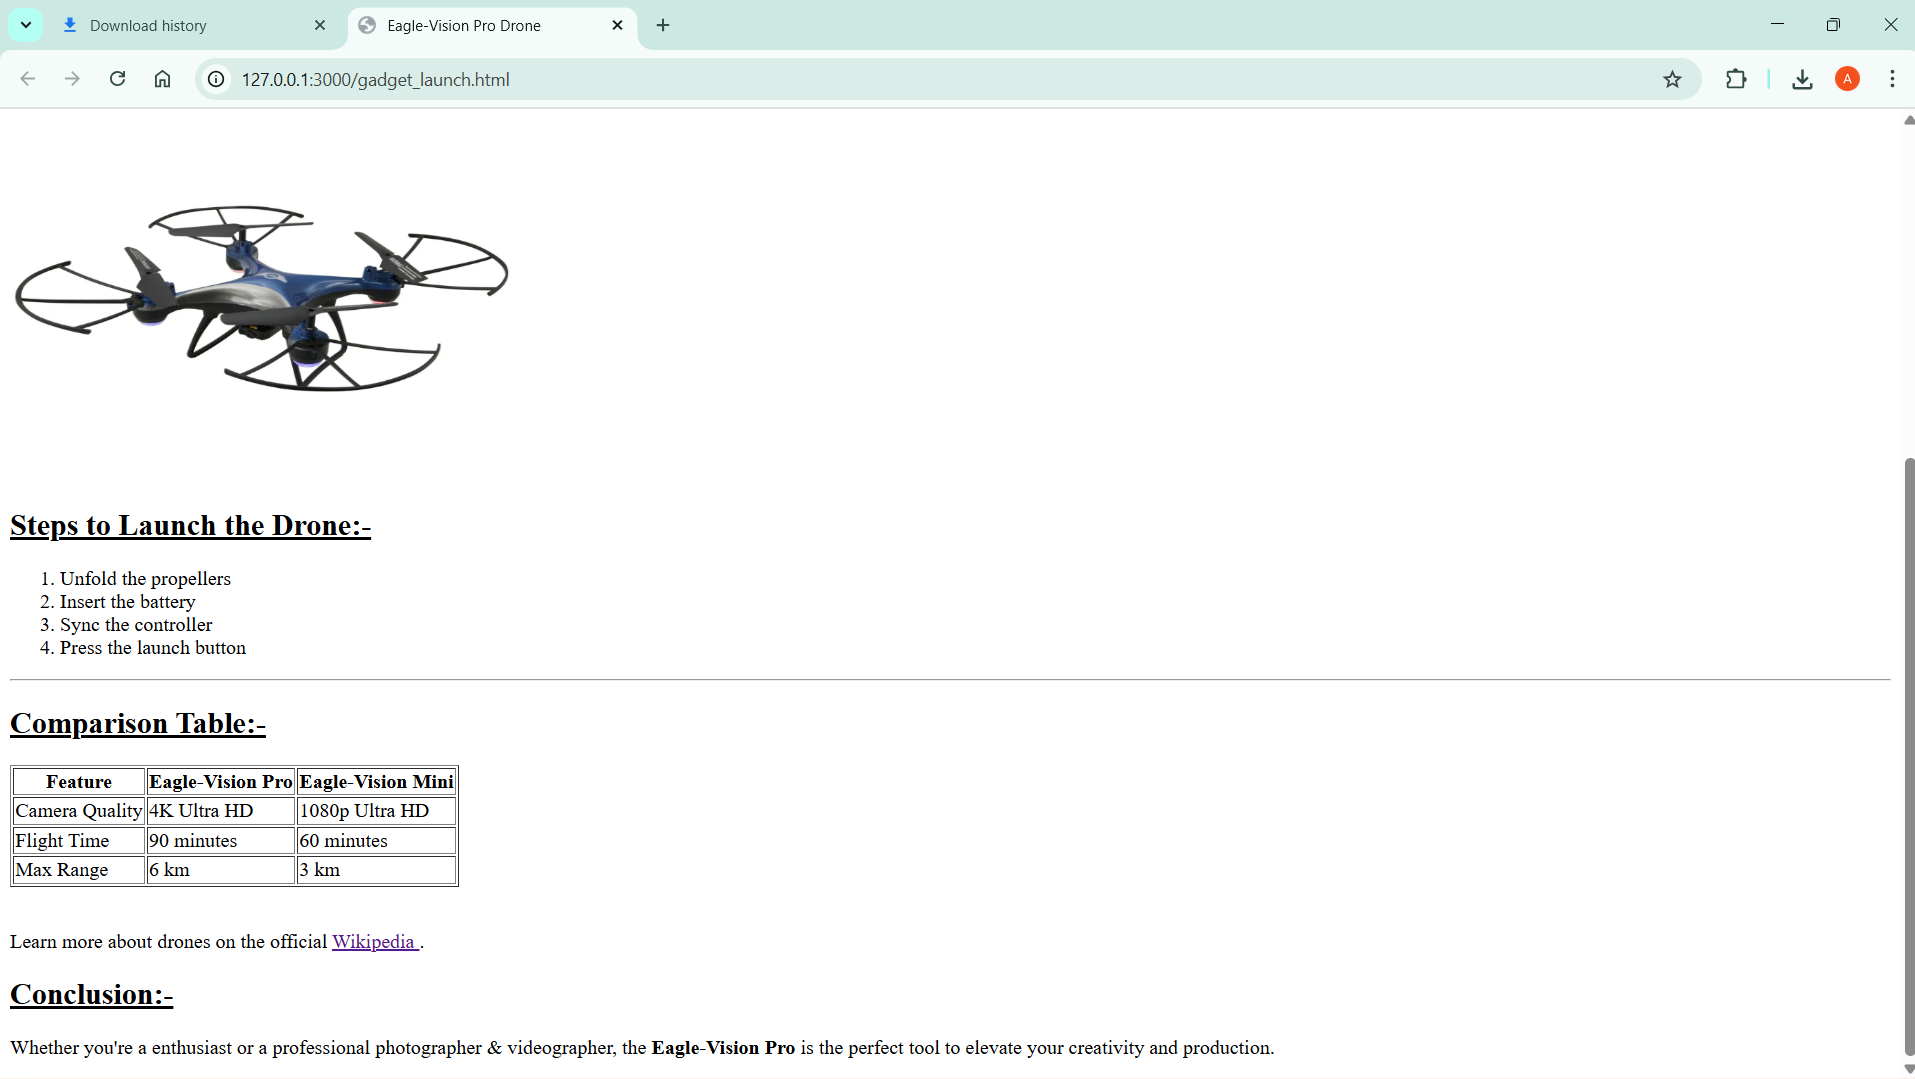 Download history
Eagle-Vision Pro Drone
127.0.0.1:3000/gadget_launch.html
A
Steps to Launch the Drone:-
1. Unfold the propellers
2. Insert the battery
3. Sync the controller
4. Press the launch button
Comparison Table:-
Feature Eagle-Vision Pro Eagle-Vision Mini
Camera Quality 4K Ultra HD 1080p Ultra HD
Flight Time 90 minutes 60 minutes
Max Range 6 km 3 km
Learn more about drones on the official Wikipedia .
Conclusion:-
Whether you're a enthusiast or a professional photographer & videographer, the Eagle-Vision Pro is the perfect tool to elevate your creativity and production.